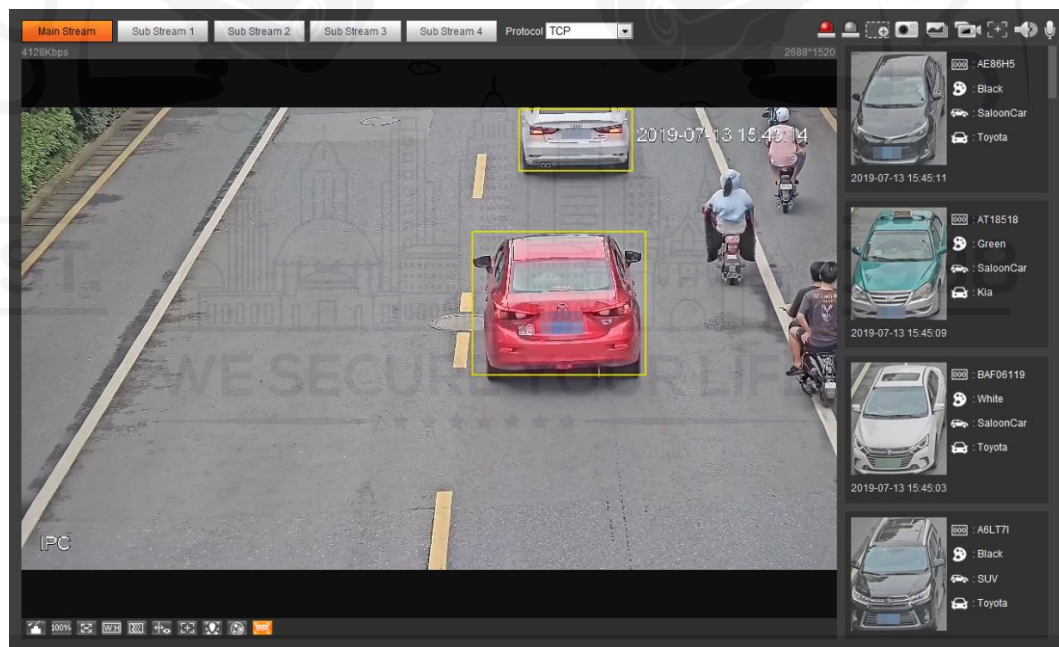 Main Stream
Sub Stream 1
Sub Stream 2
Sub Stream 3
Sub Stream 4
Protocol TCP
4128Kbps
2688*1520
2019-07-13 15:45:14
IPC
WE SECURE YOUR LIFE
100%
W:H
: AE86H5
: Black
: SaloonCar
: Toyota
2019-07-13 15:45:11
: AT18518
: Green
: SaloonCar
: Kia
2019-07-13 15:45:09
: BAF06119
: White
: SaloonCar
: Toyota
2019-07-13 15:45:03
: A6LT7I
: Black
: SUV
: Toyota